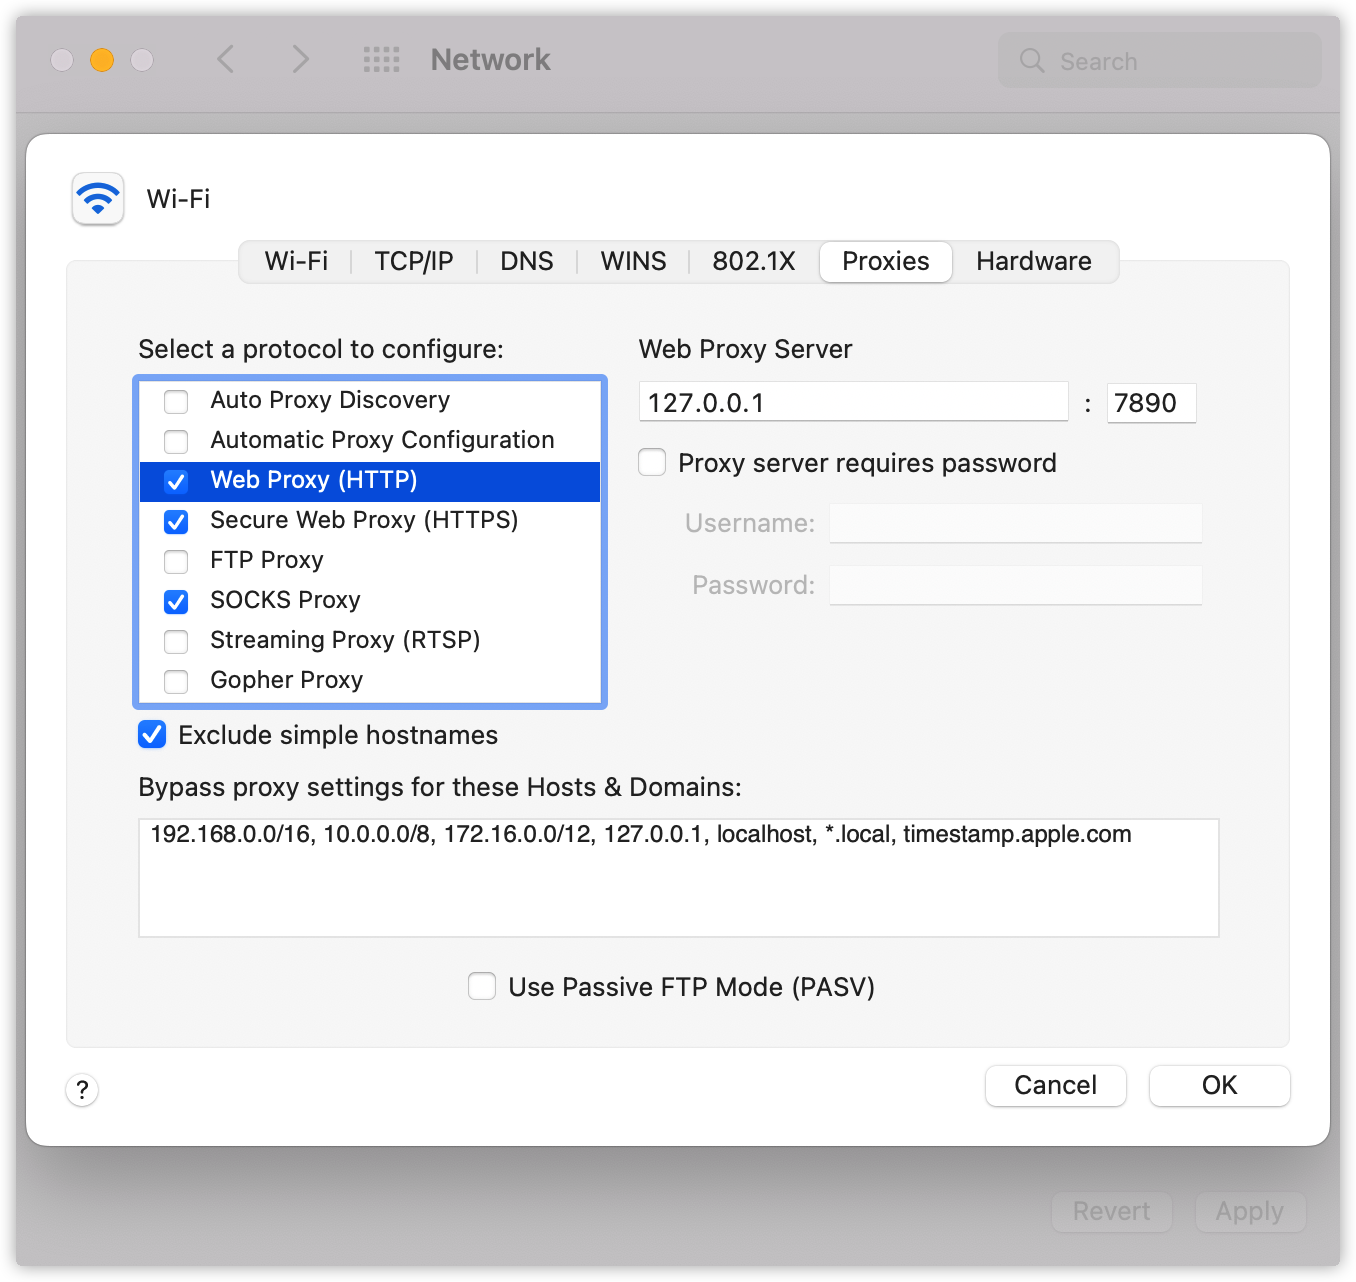 Network
Search
Wi-Fi
Wi-Fi TCP/IP DNS WINS 802.1X Proxies Hardware
Select a protocol to configure:
Auto Proxy Discovery
Automatic Proxy Configuration
Web Proxy (HTTP)
Secure Web Proxy (HTTPS)
FTP Proxy
SOCKS Proxy
Streaming Proxy (RTSP)
Gopher Proxy
Web Proxy Server
127.0.0.1 : 7890
Proxy server requires password
Username:
Password:
Exclude simple hostnames
Bypass proxy settings for these Hosts & Domains:
192.168.0.0/16, 10.0.0.0/8, 172.16.0.0/12, 127.0.0.1, localhost, *.local, timestamp.apple.com
Use Passive FTP Mode (PASV)
? Cancel OK
Revert Apply